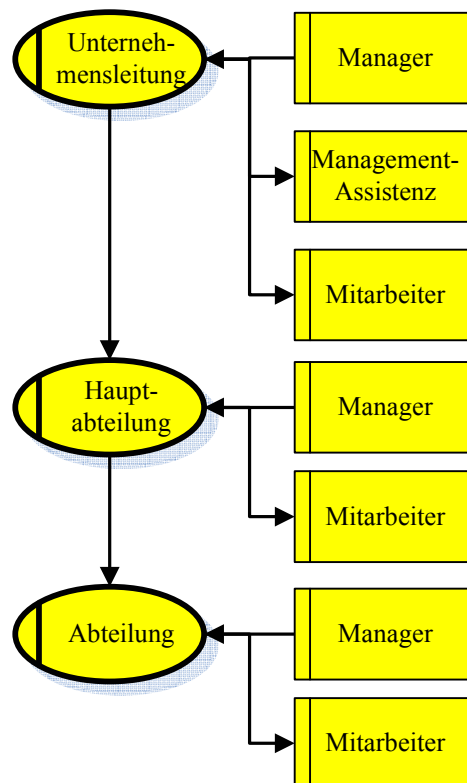 Unterneh-
mensleitung
Manager
Management-
Assistenz
Mitarbeiter
Haupt-
abteilung
Manager
Mitarbeiter
Abteilung
Manager
Mitarbeiter